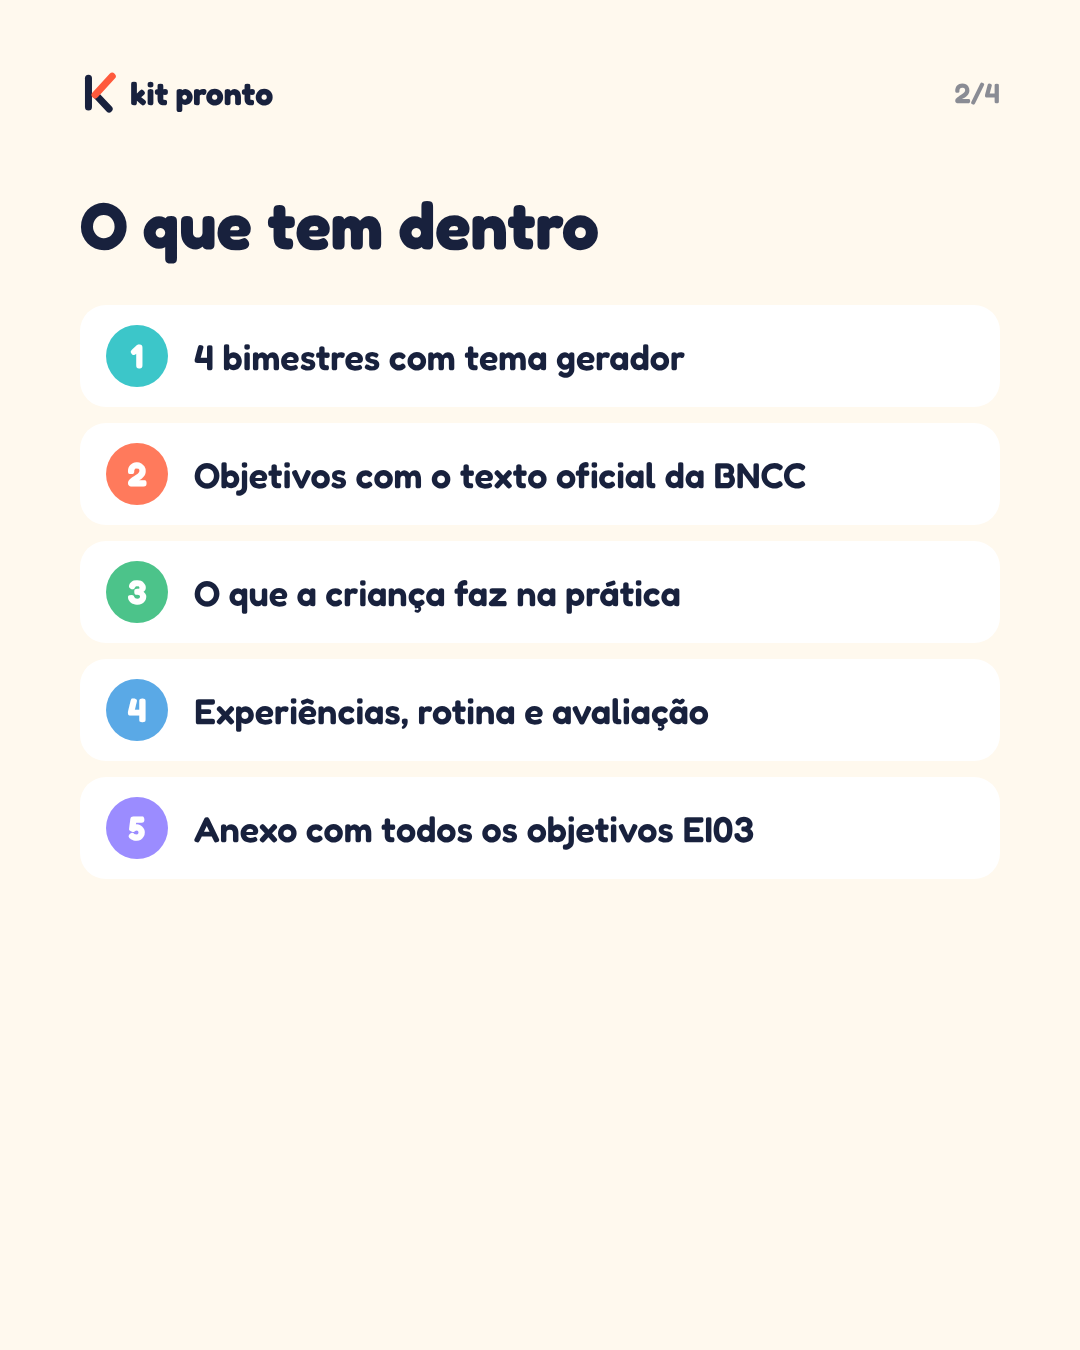 kit pronto
2/4
O que tem dentro
1 4 bimestres com tema gerador
2 Objetivos com o texto oficial da BNCC
3 O que a criança faz na prática
4 Experiências, rotina e avaliação
5 Anexo com todos os objetivos EI03